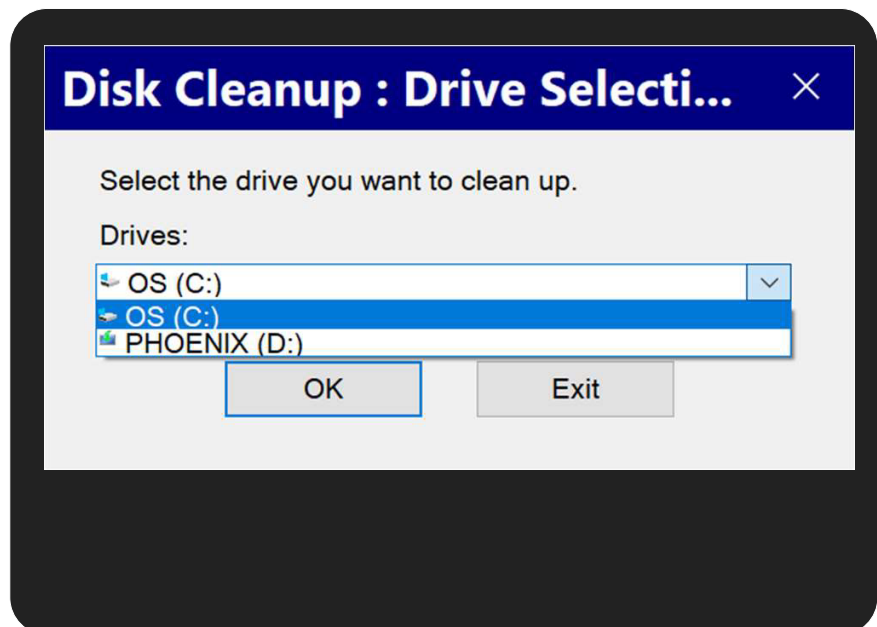 Disk Cleanup : Drive Selecti...
Select the drive you want to clean up.
Drives:
OS (C:)
OS (C:)
PHOENIX (D:)
OK Exit